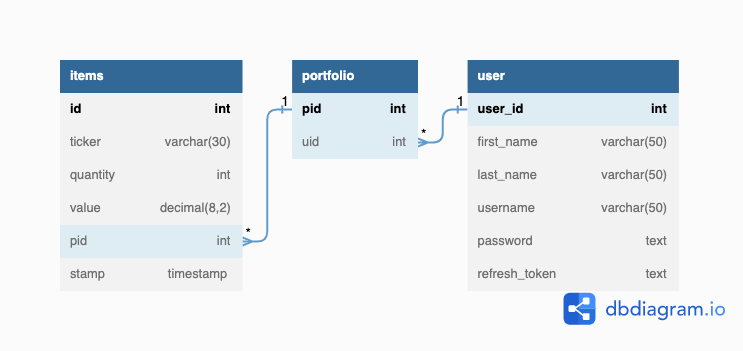 items
id int
ticker varchar(30)
quantity int
value decimal(8,2)
pid int
stamp timestamp
* 1
portfolio
pid int
uid int
* 1
user
user_id int
first_name varchar(50)
last_name varchar(50)
username varchar(50)
password text
refresh_token text
dbdiagram.io